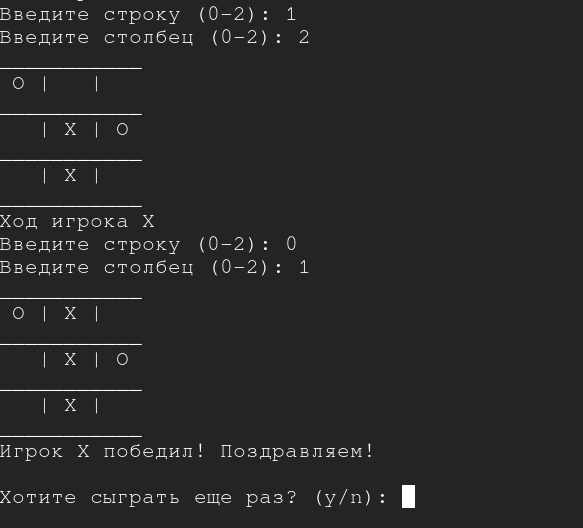 Введите строку (0-2): 1
Введите столбец (0-2): 2
___________
 O |   |
___________
   | X | O
___________
   | X |
___________
Ход игрока X
Введите строку (0-2): 0
Введите столбец (0-2): 1
___________
 O | X |
___________
   | X | O
___________
   | X |
___________
Игрок X победил! Поздравляем!

Хотите сыграть еще раз? (y/n):